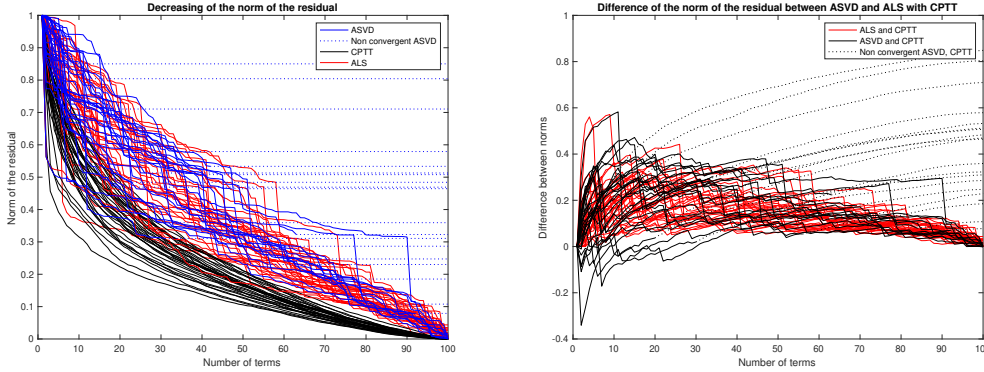 Decreasing of the norm of the residual
Norm of the residual
1
0.9
0.8
0.7
0.6
0.5
0.4
0.3
0.2
0.1
0
0 10 20 30 40 50 60 70 80 90 100
Number of terms
ASVD
Non convergent ASVD
CPTT
ALS
Difference of the norm of the residual between ASVD and ALS with CPTT
Difference between norms
1
0.8
0.6
0.4
0.2
0
-0.2
-0.4
0 10 20 30 40 50 60 70 80 90 100
Number of terms
ALS and CPTT
ASVD and CPTT
Non convergent ASVD, CPTT